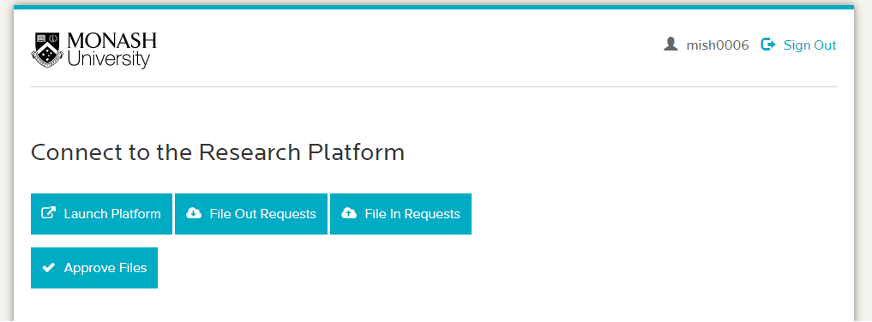 MONASH
University
mish0006 Sign Out
Connect to the Research Platform
Launch Platform File Out Requests File In Requests
Approve Files